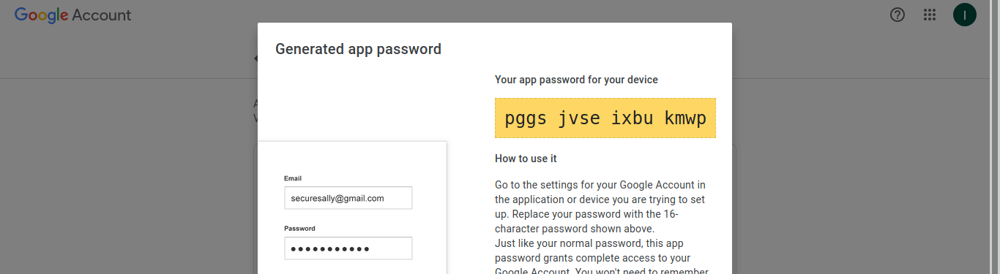 Google Account
I
Generated app password
Your app password for your device
pggs jvse ixbu kmwp
How to use it
Email
securesally@gmail.com
Password
Go to the settings for your Google Account in
the application or device you are trying to set
up. Replace your password with the 16-
character password shown above.
Just like your normal password, this app
password grants complete access to your
Google Account. You won't need to remember